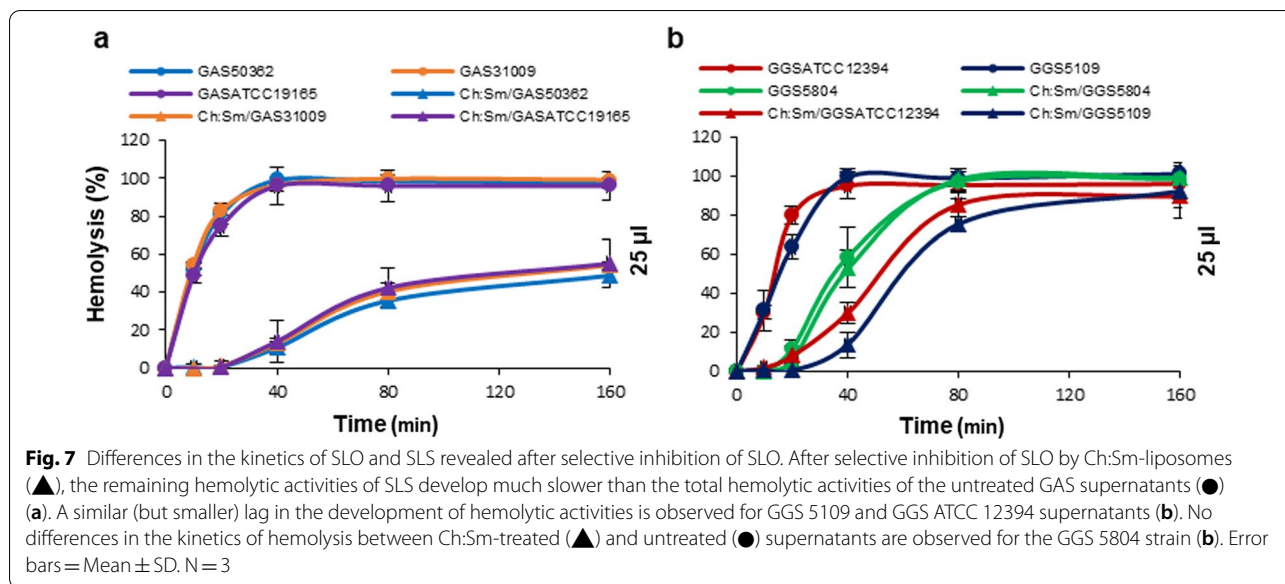 a
GAS50362
GAS31009
GASATCC19165
Ch:Sm/GAS50362
Ch:Sm/GAS31009
Ch:Sm/GASATCC19165
Hemolysis (%)
120
100
80
60
40
20
0
0
40
80
120
160
Time (min)
25 µl
b
GGSATCC12394
GGS5109
GGS5804
Ch:Sm/GGS5804
Ch:Sm/GGSATCC12394
Ch:Sm/GGS5109
120
100
80
60
40
20
0
0
40
80
120
160
Time (min)
25 µl
Fig. 7 Differences in the kinetics of SLO and SLS revealed after selective inhibition of SLO. After selective inhibition of SLO by Ch:Sm-liposomes
(▲), the remaining hemolytic activities of SLS develop much slower than the total hemolytic activities of the untreated GAS supernatants (●)
(a). A similar (but smaller) lag in the development of hemolytic activities is observed for GGS 5109 and GGS ATCC 12394 supernatants (b). No
differences in the kinetics of hemolysis between Ch:Sm-treated (▲) and untreated (●) supernatants are observed for the GGS 5804 strain (b). Error
bars = Mean ± SD. N = 3